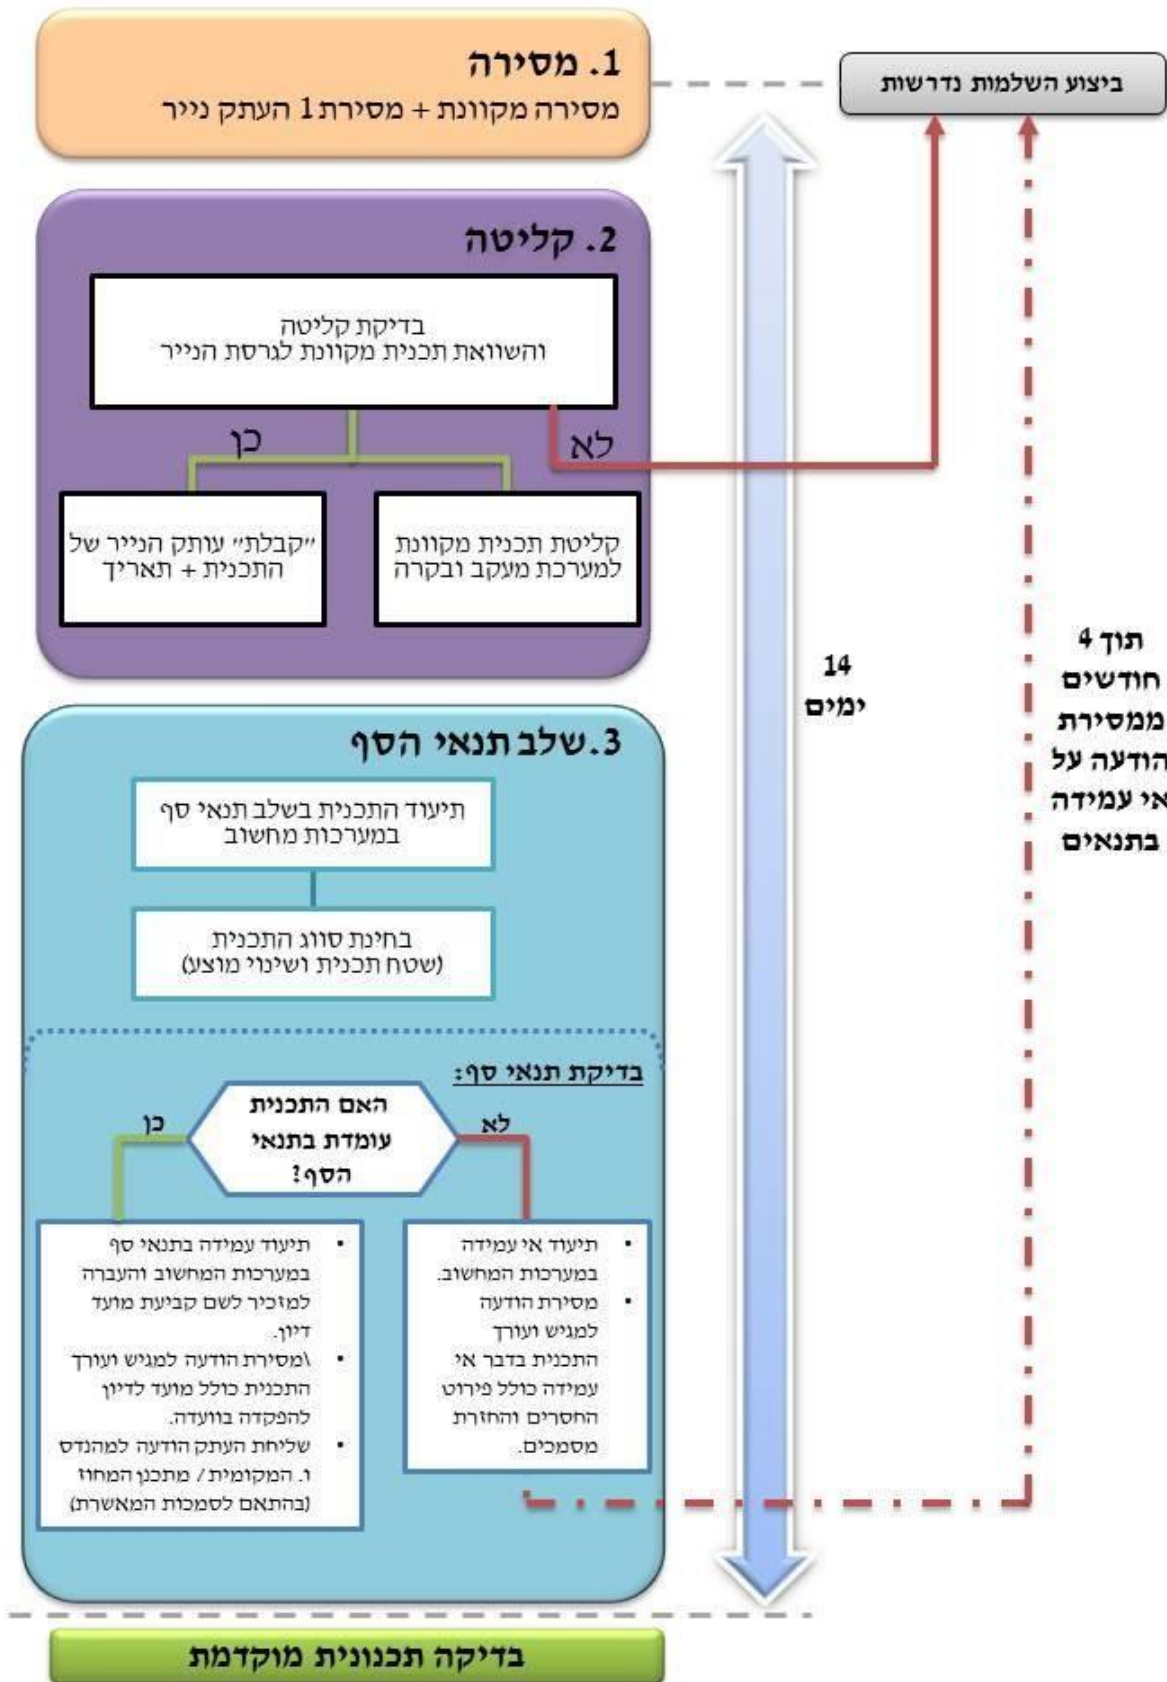 1. מסירה
מסירה מקוונת + מסירת 1 העתק נייר
ביצוע השלמות נדרשות
2. קליטה
בדיקת קליטה
והשוואת תכנית מקוונת לגרסת הנייר
כן
לא
קליטת תכנית מקוונת
למערכת מעקב ובקרה
"קבלת" עותק הנייר של
התכנית + תאריך
14
ימים
תוך 4
חודשים
ממסירת
הודעה על
אי עמידה
בתנאים
3. שלב תנאי הסף
תיעוד התכנית בשלב תנאי סף
במערכות מחשוב
בחינת סווג התכנית
(שטח תכנית ושינוי מוצע)
בדיקת תנאי סף:
האם התכנית
עומדת בתנאי
הסף?
לא
כן
• תיעוד אי עמידה
במערכות המחשוב.
• מסירת הודעה
למגיש ועורך
התכנית בדבר אי
עמידה כולל פירוט
החסרים והחזרת
מסמכים.
• תיעוד עמידה בתנאי סף
במערכות המחשוב והעברה
למזכיר לשם קביעת מועד
דיון.
• \מסירת הודעה למגיש ועורך
התכנית כולל מועד לדיון
להפקדה בוועדה.
• שליחת העתק הודעה למהנדס
ו. המקומית / מתכנן המחוז
(בהתאם לסמכות המאשרת)
בדיקה תכנונית מוקדמת